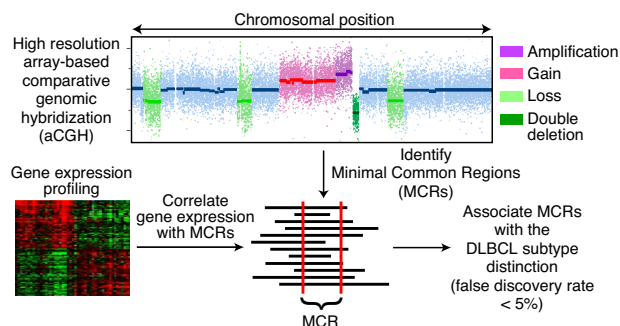 Chromosomal position
High resolution
array-based
comparative
genomic
hybridization
(aCGH)
Amplification
Gain
Loss
Double
deletion
Identify
Minimal Common Regions
(MCRs)
Gene expression
profiling
Correlate
gene expression
with MCRs
Associate MCRs
with the
DLBCL subtype
distinction
(false discovery rate
< 5%)
MCR